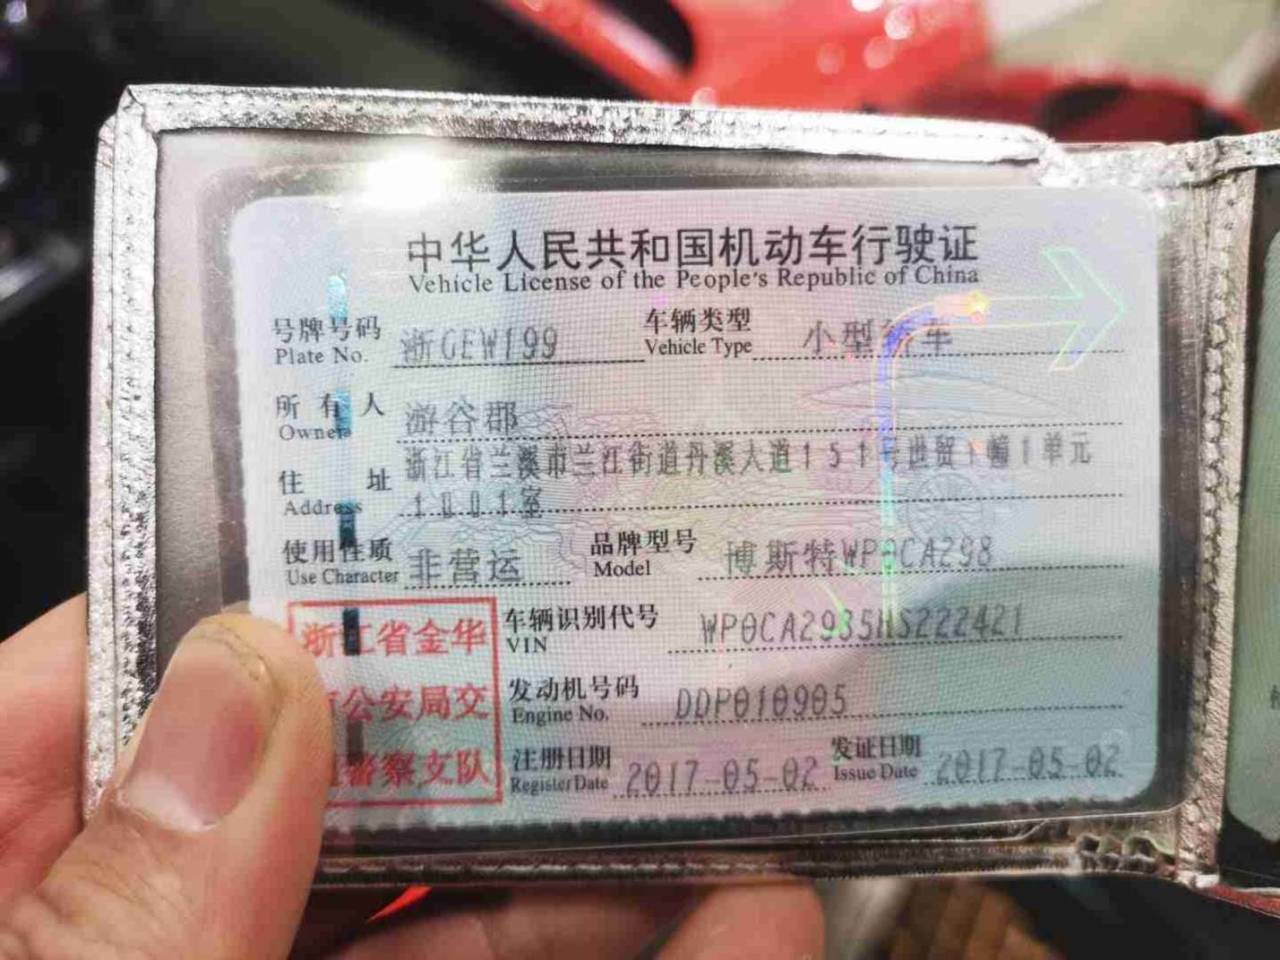 中华人民共和国机动车行驶证
Vehicle License of the People's Republic of China
号牌号码 浙GEW199 车辆类型 小型轿车
Plate No. Vehicle Type
所有人 游谷郡
Owner
浙江省兰溪市兰江街道丹溪大道151号世贸1幢1单元
住址
Address 1001室
使用性质 非营运 品牌型号 博斯特WP0CA298
Use Character Model
浙江省金华 车辆识别代号 WP0CA2985HS222421
VIN
公安局交 发动机号码 DDP010905
Engine No.
警察支队 注册日期 2017-05-02 发证日期 2017-05-02
Register Date Issue Date